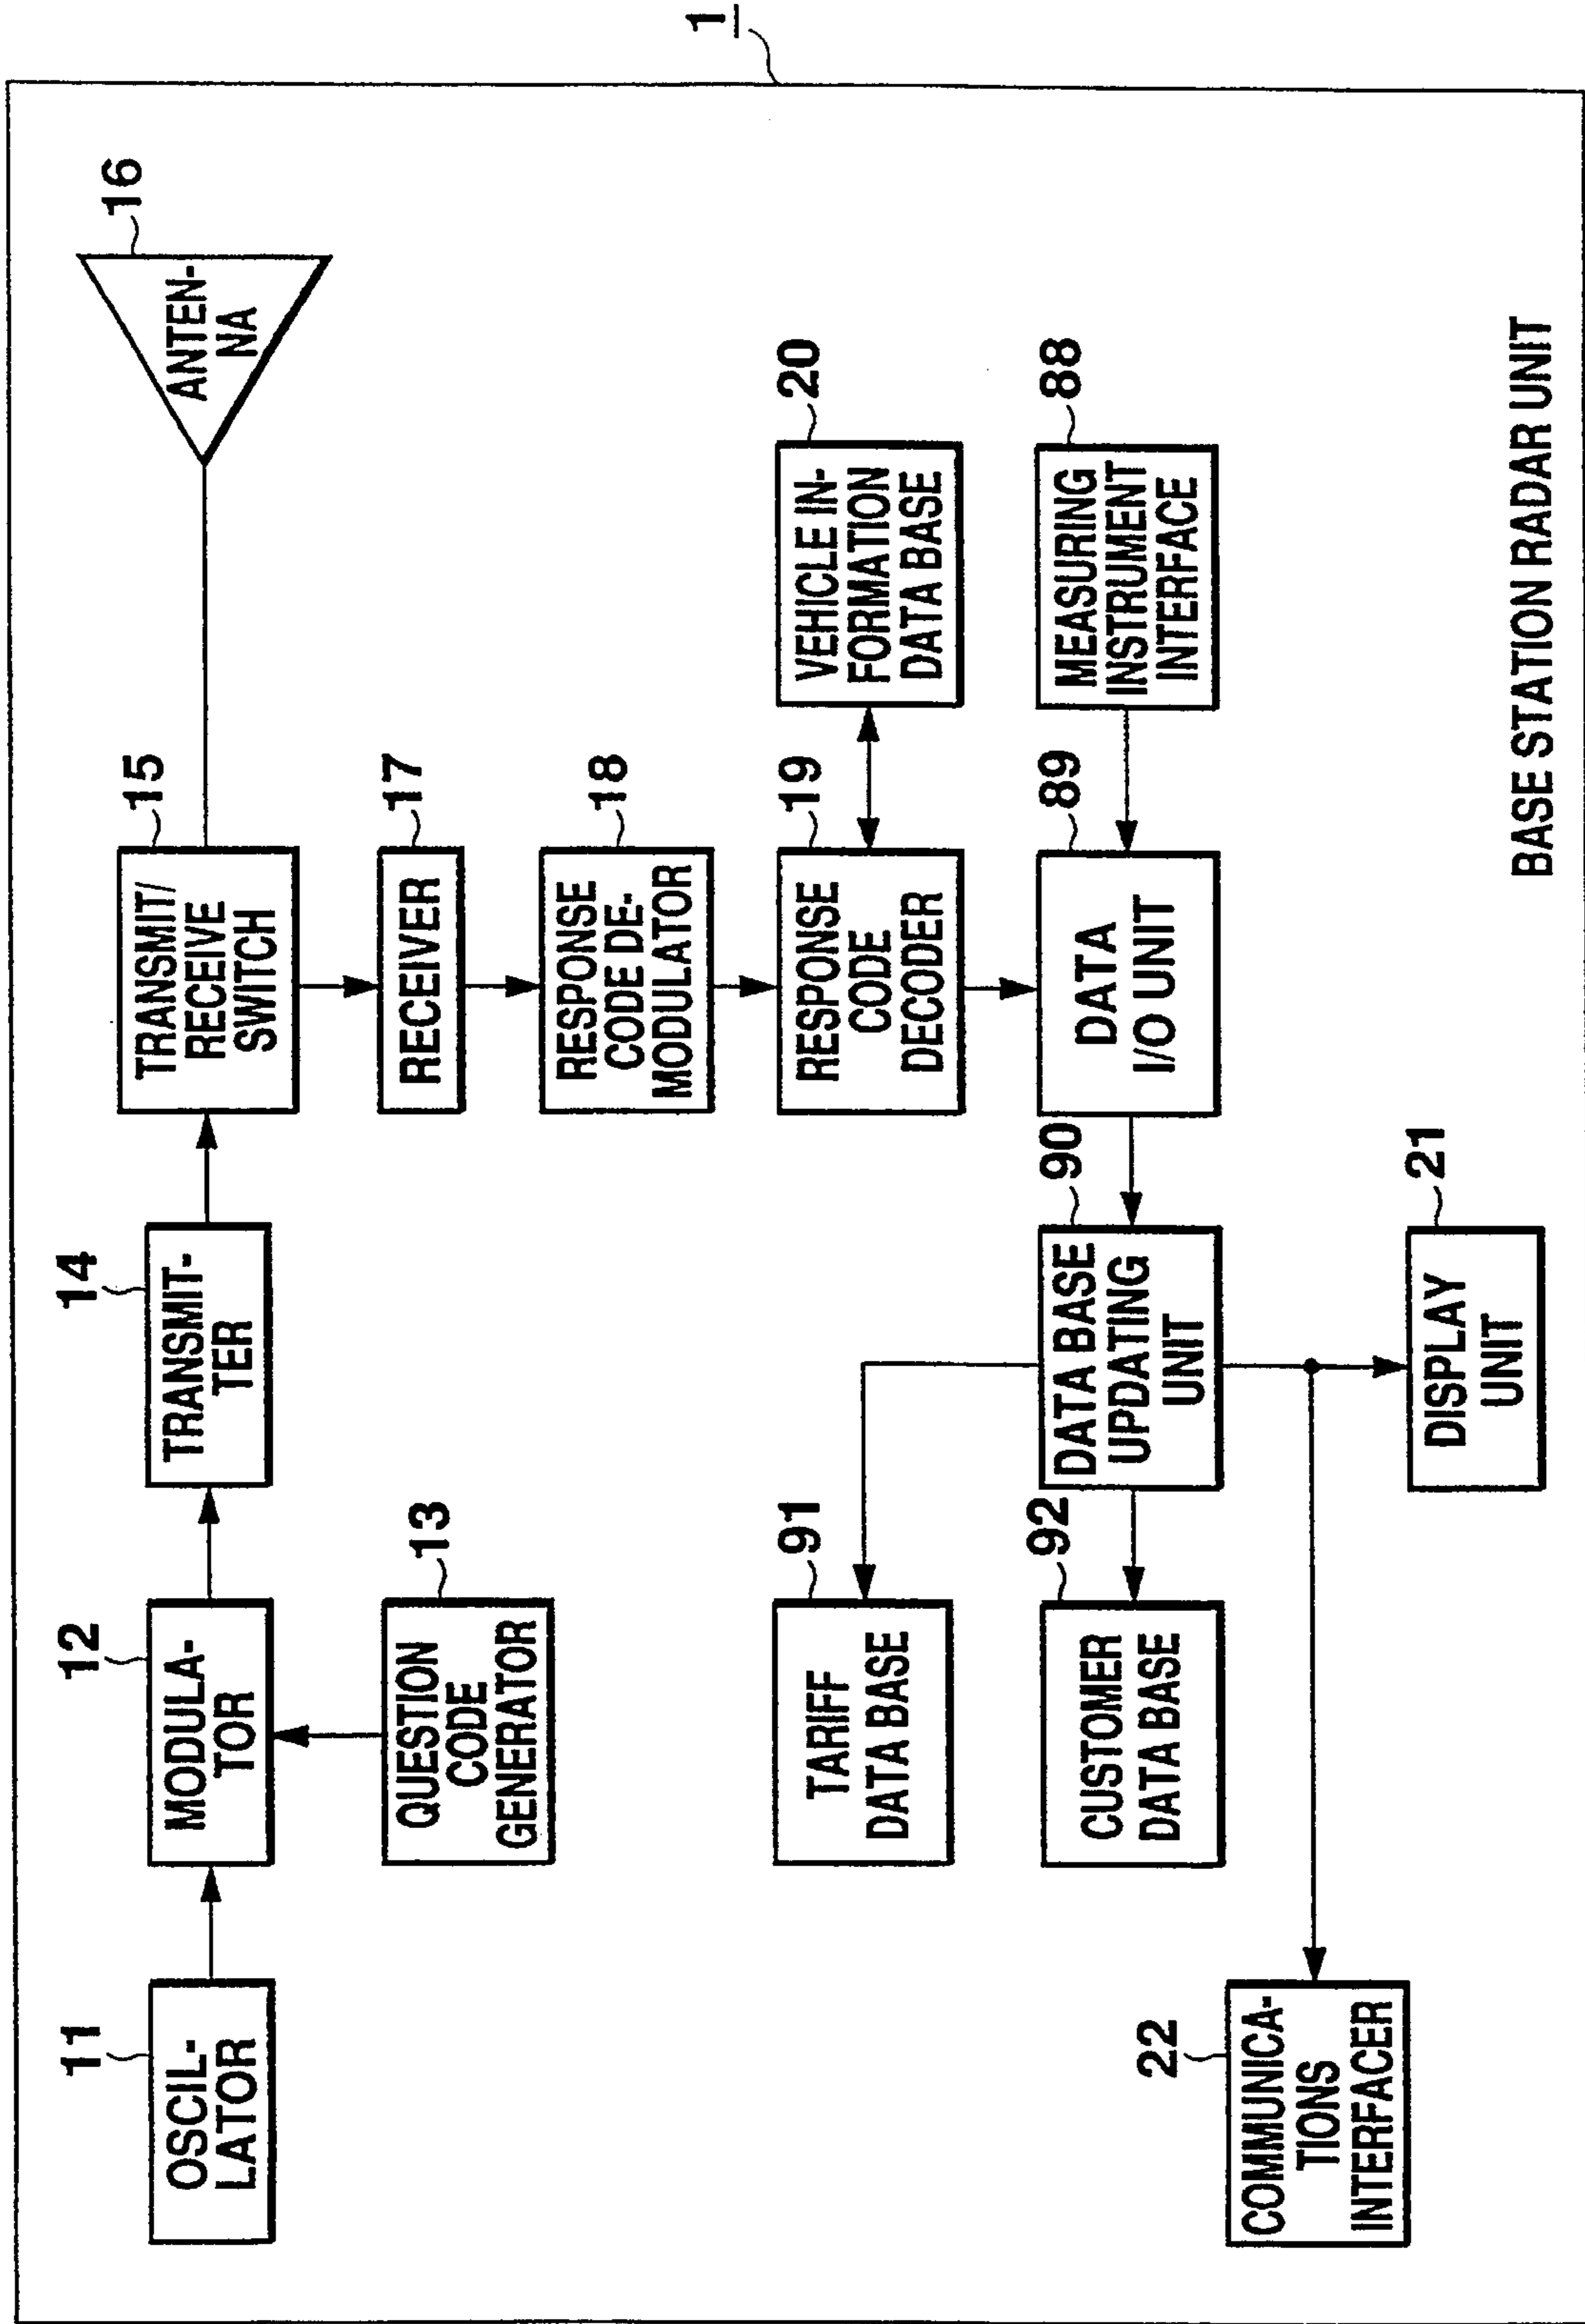 1
11
OSCIL-
LATOR
12
MODULA-
TOR
13
QUESTION
CODE
GENERATOR
14
TRANSMIT-
TER
15
TRANSMIT/
RECEIVE
SWITCH
16
ANTEN-
NA
17
RECEIVER
18
RESPONSE
CODE DE-
MODULATOR
19
RESPONSE
CODE
DECODER
20
VEHICLE IN-
FORMATION
DATA BASE
88
MEASURING
INSTRUMENT
INTERFACE
89
DATA
I/O UNIT
90
DATA BASE
UPDATING
UNIT
91
TARIFF
DATA BASE
92
CUSTOMER
DATA BASE
21
DISPLAY
UNIT
22
COMMUNICA-
TIONS
INTERFACER
BASE STATION RADAR UNIT